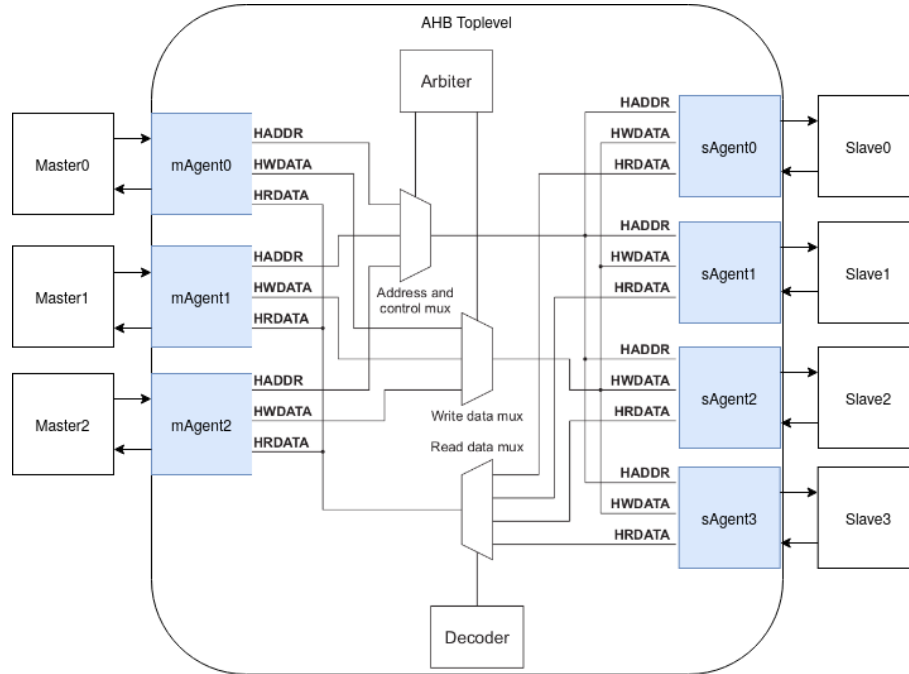 AHB Toplevel
Arbiter
Master0
mAgent0
HADDR
HWDATA
HRDATA
Master1
mAgent1
HADDR
HWDATA
HRDATA
Master2
mAgent2
HADDR
HWDATA
HRDATA
Address and
control mux
Write data mux
Read data mux
Decoder
HADDR
HWDATA
HRDATA
sAgent0
Slave0
HADDR
HWDATA
HRDATA
sAgent1
Slave1
HADDR
HWDATA
HRDATA
sAgent2
Slave2
HADDR
HWDATA
HRDATA
sAgent3
Slave3